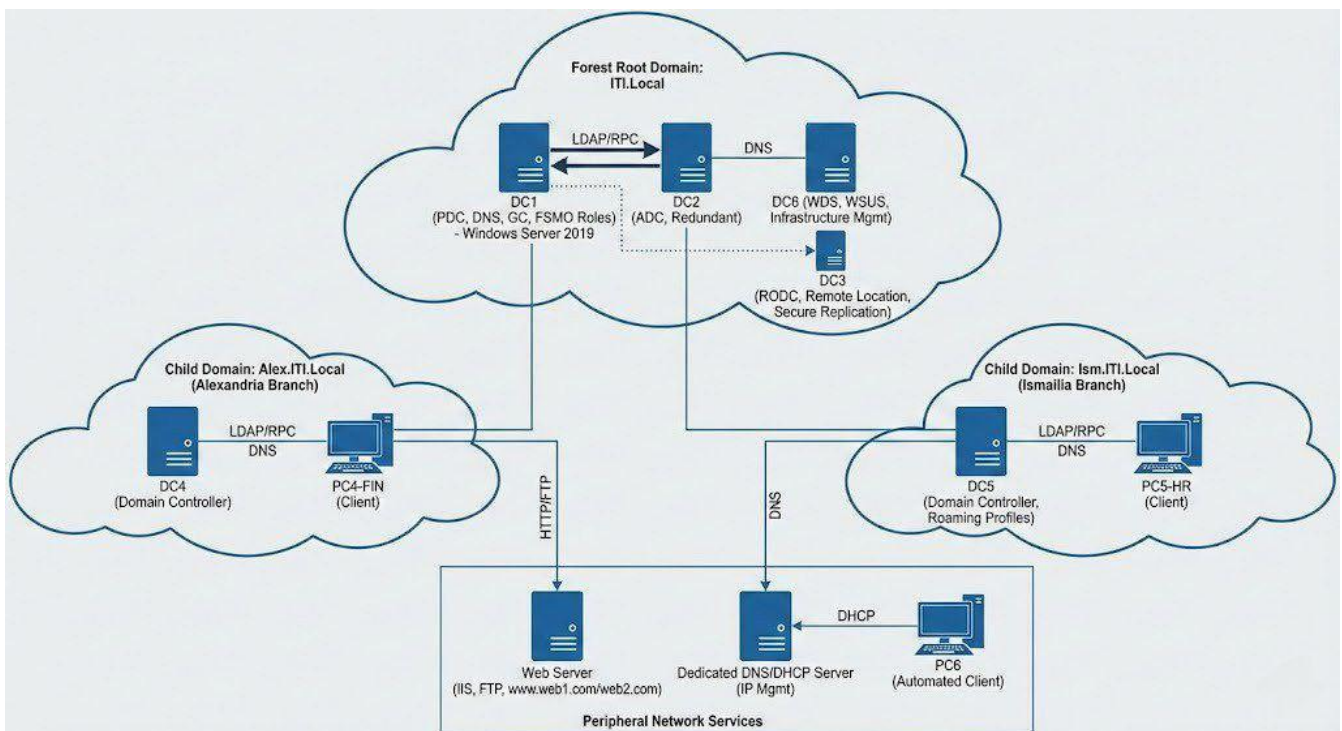 Forest Root Domain:
ITI.Local
LDAP/RPC
DNS
DC1
(PDC, DNS, GC, FSMO Roles)
- Windows Server 2019
DC2
(ADC, Redundant)
DC6 (WDS, WSUS,
Infrastructure Mgmt)
DC3
(RODC, Remote Location,
Secure Replication)
Child Domain: Alex.ITI.Local
(Alexandria Branch)
LDAP/RPC
DNS
DC4
(Domain Controller)
PC4-FIN
(Client)
Child Domain: Ism.ITI.Local
(Ismailia Branch)
LDAP/RPC
DNS
DC5
(Domain Controller,
Roaming Profiles)
PC5-HR
(Client)
HTTP/FTP
DNS
DHCP
Web Server
(IIS, FTP, www.web1.com/web2.com)
Dedicated DNS/DHCP Server
(IP Mgmt)
PC6
(Automated Client)
Peripheral Network Services